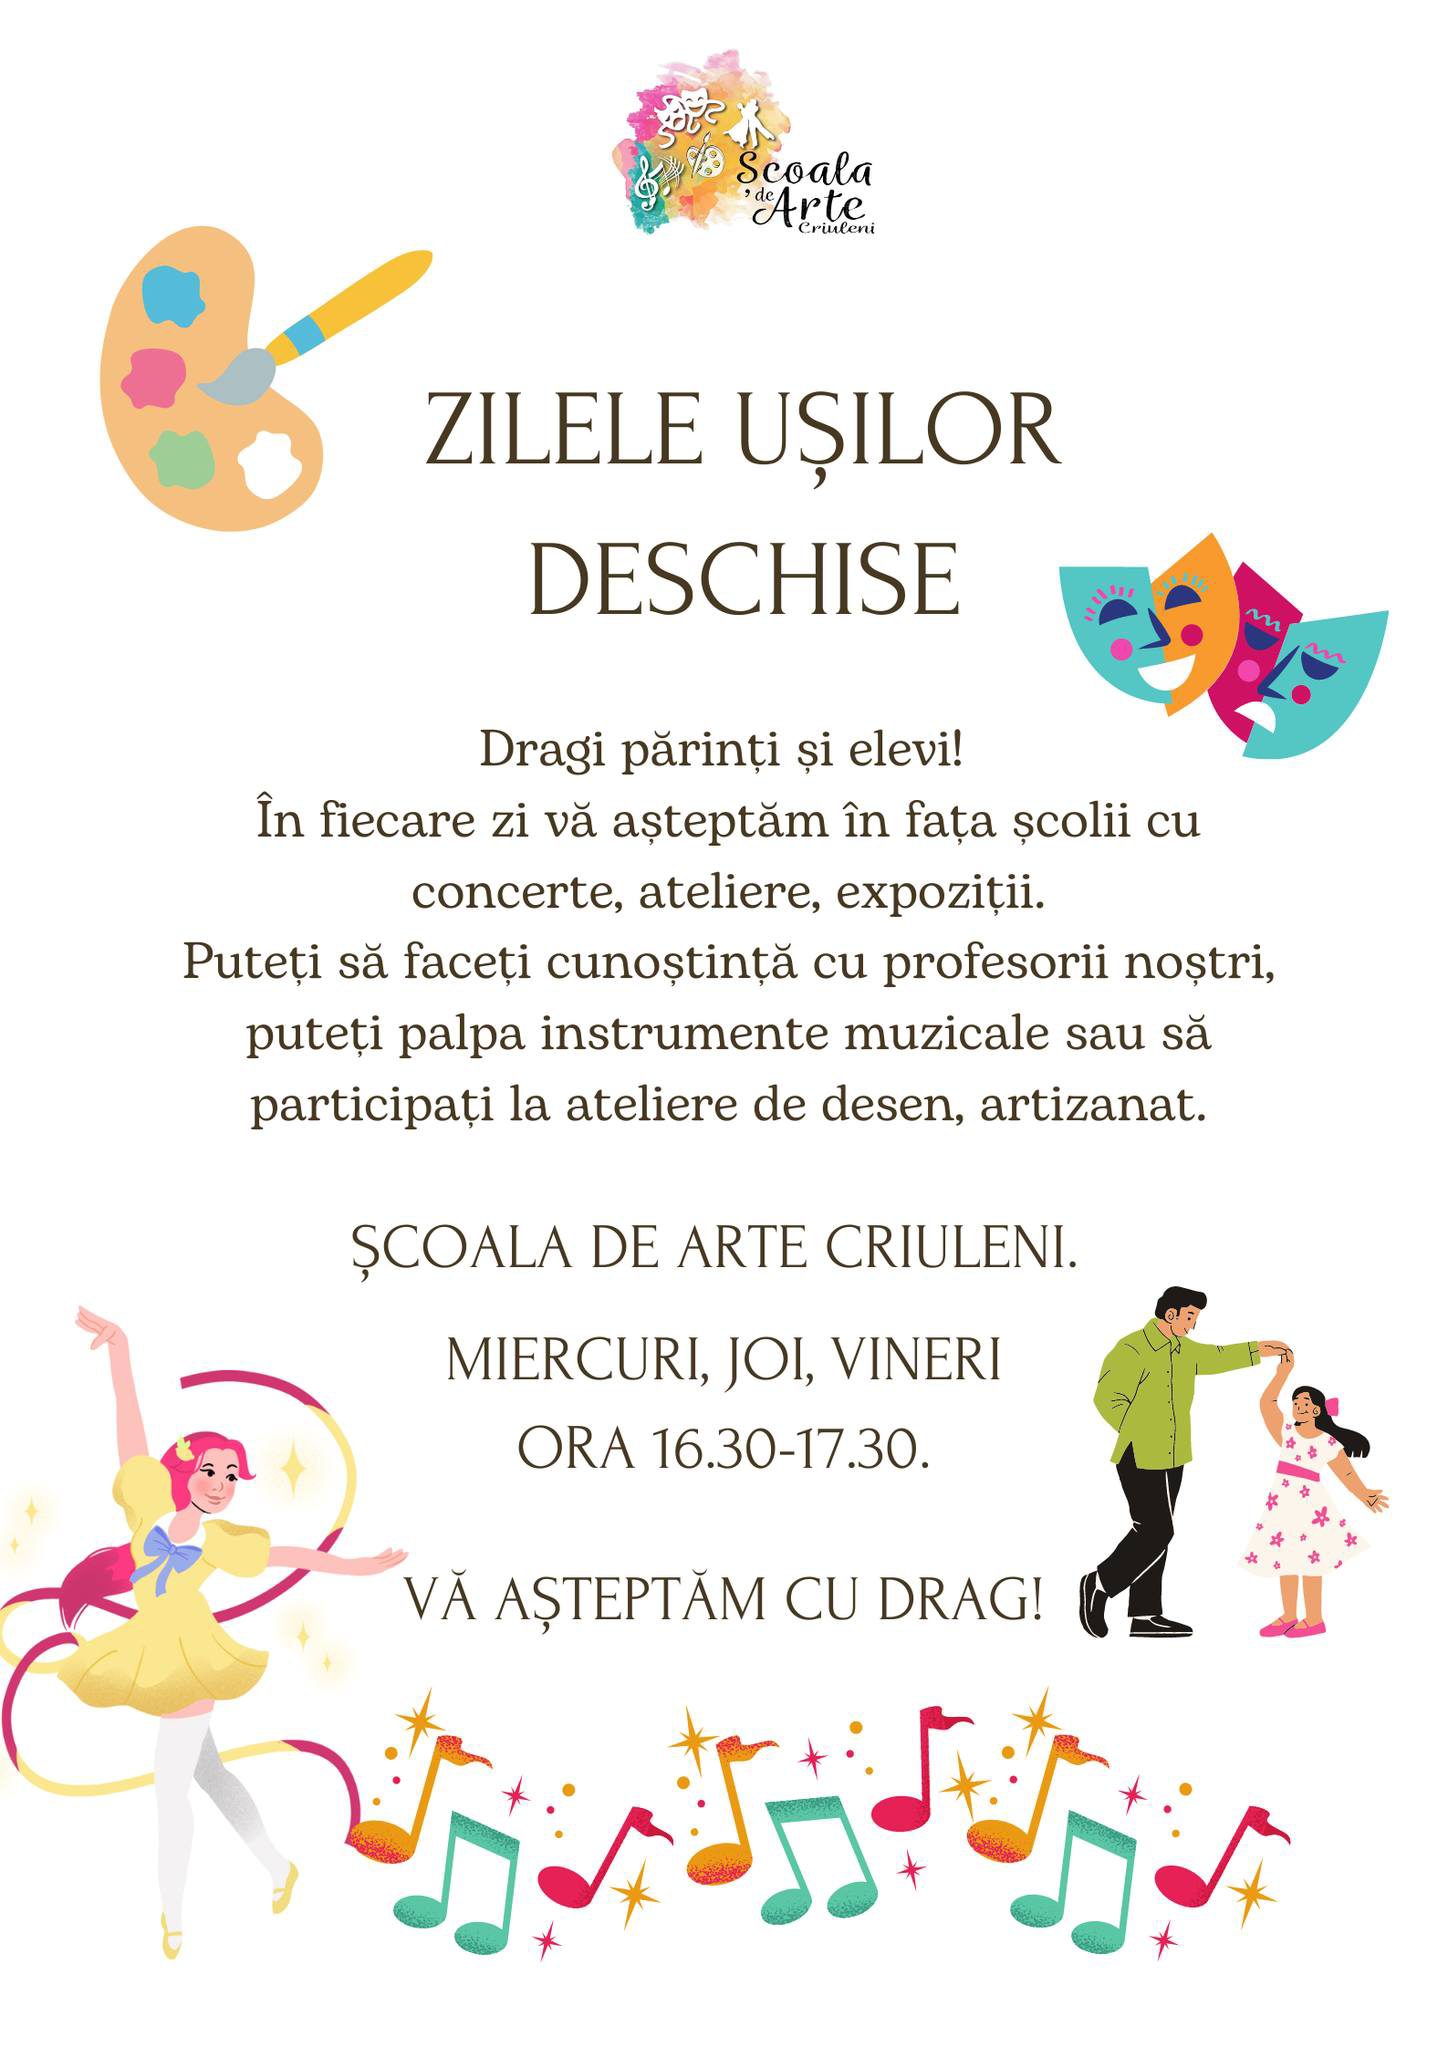 Școala
de
Arte
Criuleni
ZILELE UȘILOR
DESCHISE
Dragi părinți și elevi!
În fiecare zi vă așteptăm în fața școlii cu
concerte, ateliere, expoziții.
Puteți să faceți cunoștință cu profesorii noștri,
puteți palpa instrumente muzicale sau să
participați la ateliere de desen, artizanat.
ȘCOALA DE ARTE CRIULENI.
MIERCURI, JOI, VINERI
ORA 16.30-17.30.
VĂ AȘTEPTĂM CU DRAG!